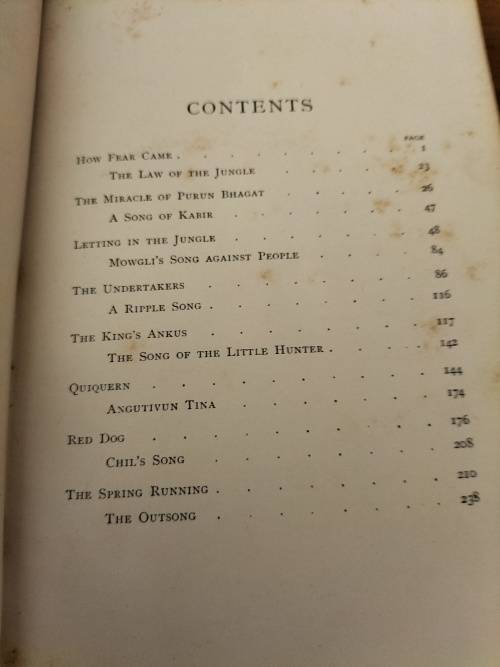 CONTENTS
PAGE
HOW FEAR CAME . . . . . . . . 1
THE LAW OF THE JUNGLE . . . . . 23
THE MIRACLE OF PURUN BHAGAT . . . . . 26
A SONG OF KABIR . . . . . . 47
LETTING IN THE JUNGLE . . . . . . . 48
MOWGLI'S SONG AGAINST PEOPLE . . . . 84
THE UNDERTAKERS . . . . . . . 86
A RIPPLE SONG . . . . . . . 116
THE KING'S ANKUS . . . . . . . 117
THE SONG OF THE LITTLE HUNTER . . . . 142
QUIQUERN . . . . . . . . . 144
ANGUTIVUN TINA . . . . . . 174
RED DOG . . . . . . . . 176
CHIL'S SONG . . . . . . . 208
THE SPRING RUNNING . . . . . . . 210
THE OUTSONG . . . . . . . 238